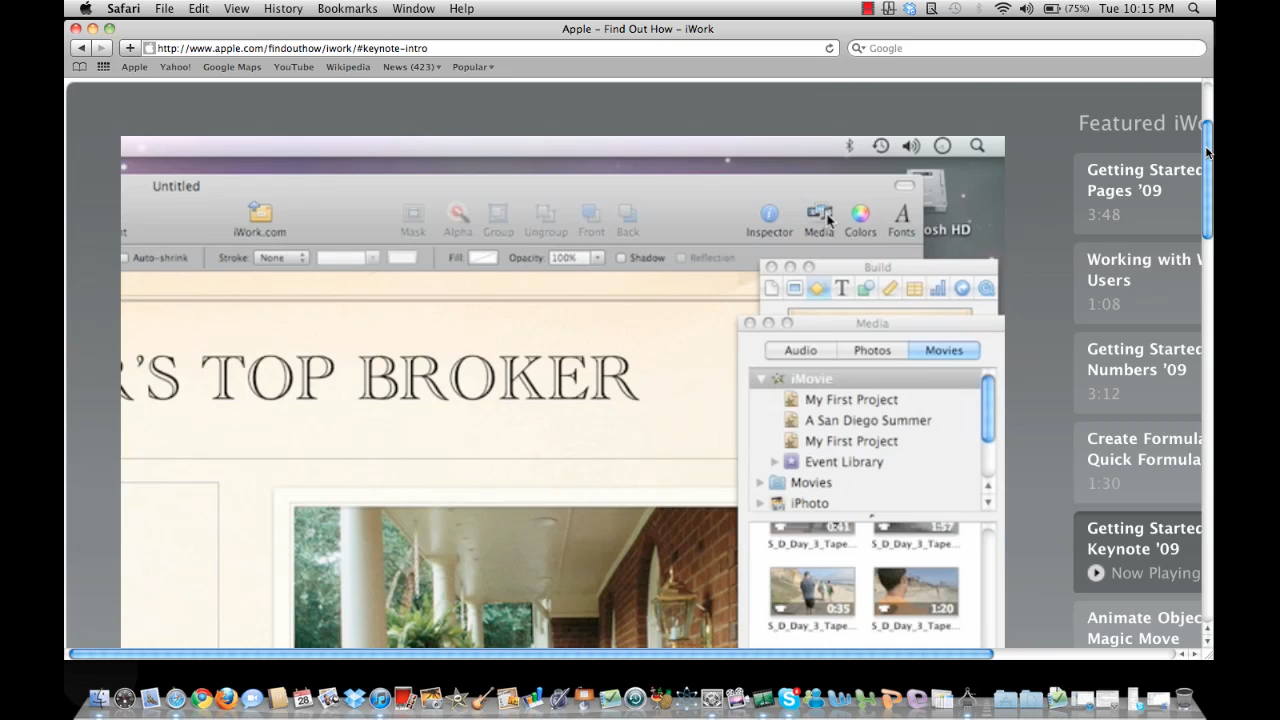 Safari File Edit View History Bookmarks Window Help (75%) Tue 10:15 PM
Apple – Find Out How – iWork
http://www.apple.com/findouthow/iwork/#keynote-intro
Google
Apple Yahoo! Google Maps YouTube Wikipedia News (423) Popular
Featured iWo
Untitled
iWork.com Mask Alpha Group Ungroup Front Back Inspector Media Colors Fonts
osh HD
Auto-shrink Stroke: None Fill: Opacity: 100% Shadow Reflection
Build
Media
Audio Photos Movies
iMovie
My First Project
A San Diego Summer
My First Project
Event Library
Movies
iPhoto
0:41 1:57
S_D_Day_3_Tape... S_D_Day_3_Tape...
0:35 1:20
S_D_Day_3_Tape... S_D_Day_3_Tape...
R'S TOP BROKER
Getting Started
Pages '09
3:48
Working with W
Users
1:08
Getting Started
Numbers '09
3:12
Create Formula
Quick Formula
1:30
Getting Started
Keynote '09
Now Playing
Animate Objec
Magic Move
28